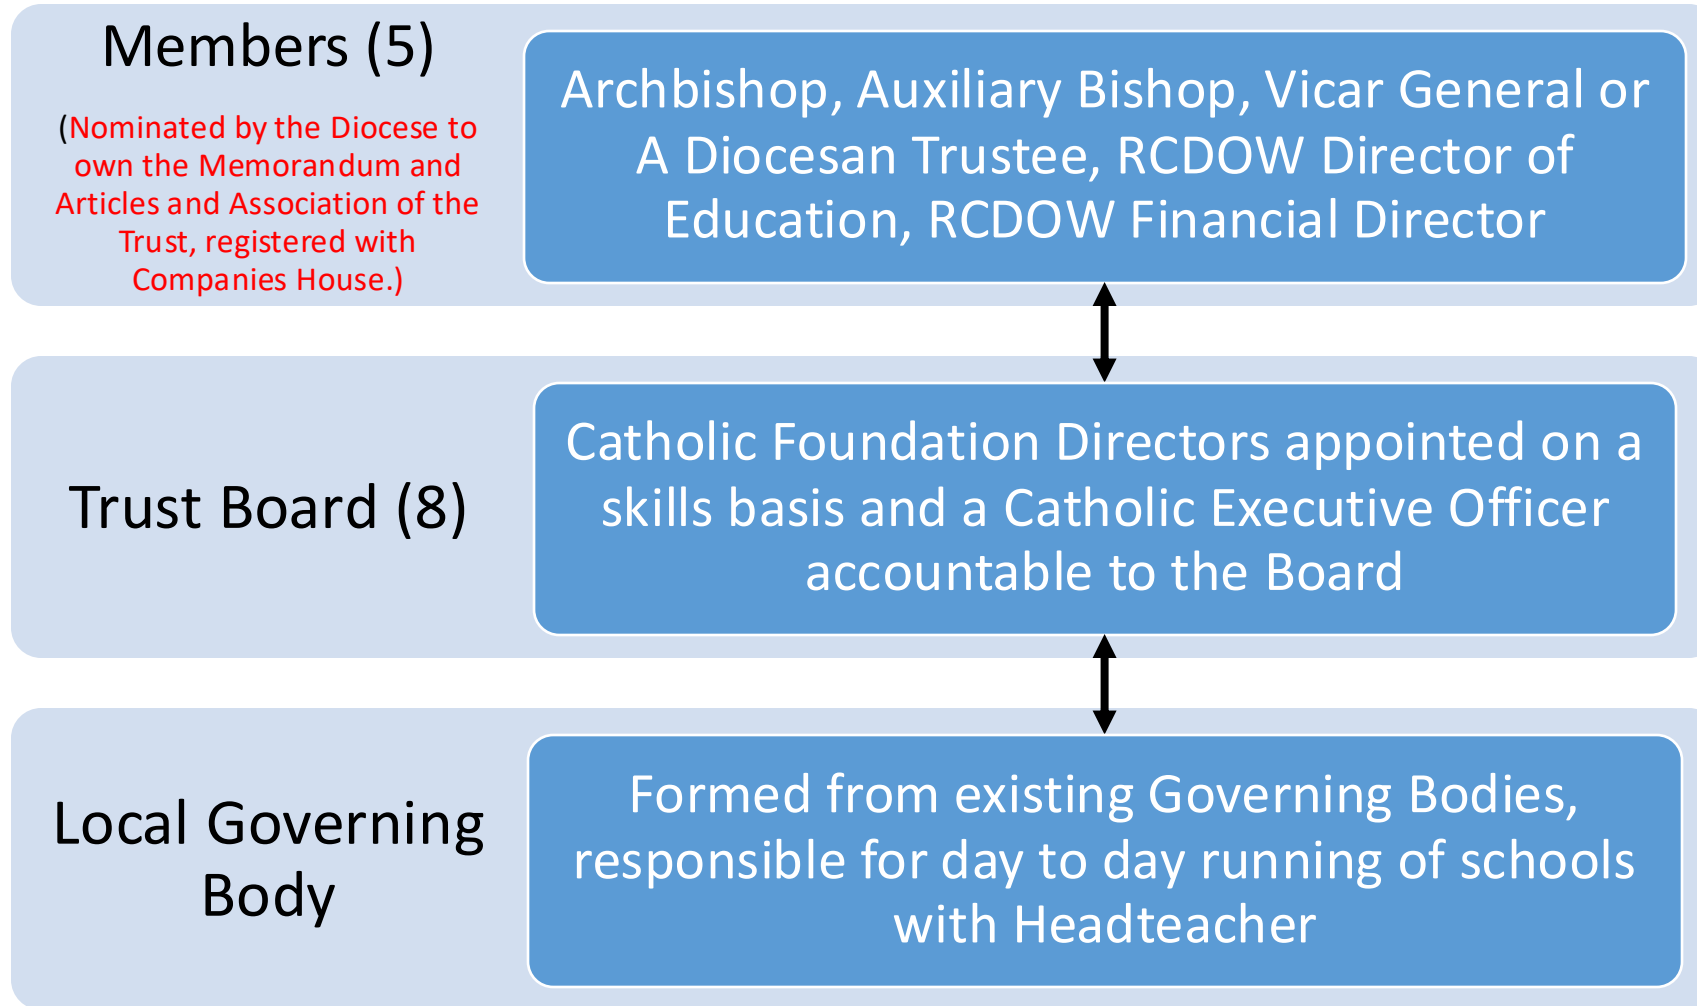 Members (5)
(Nominated by the Diocese to
own the Memorandum and
Articles and Association of the
Trust, registered with
Companies House.)
Archbishop, Auxiliary Bishop, Vicar General or
A Diocesan Trustee, RCDOW Director of
Education, RCDOW Financial Director
Trust Board (8)
Catholic Foundation Directors appointed on a
skills basis and a Catholic Executive Officer
accountable to the Board
Local Governing
Body
Formed from existing Governing Bodies,
responsible for day to day running of schools
with Headteacher